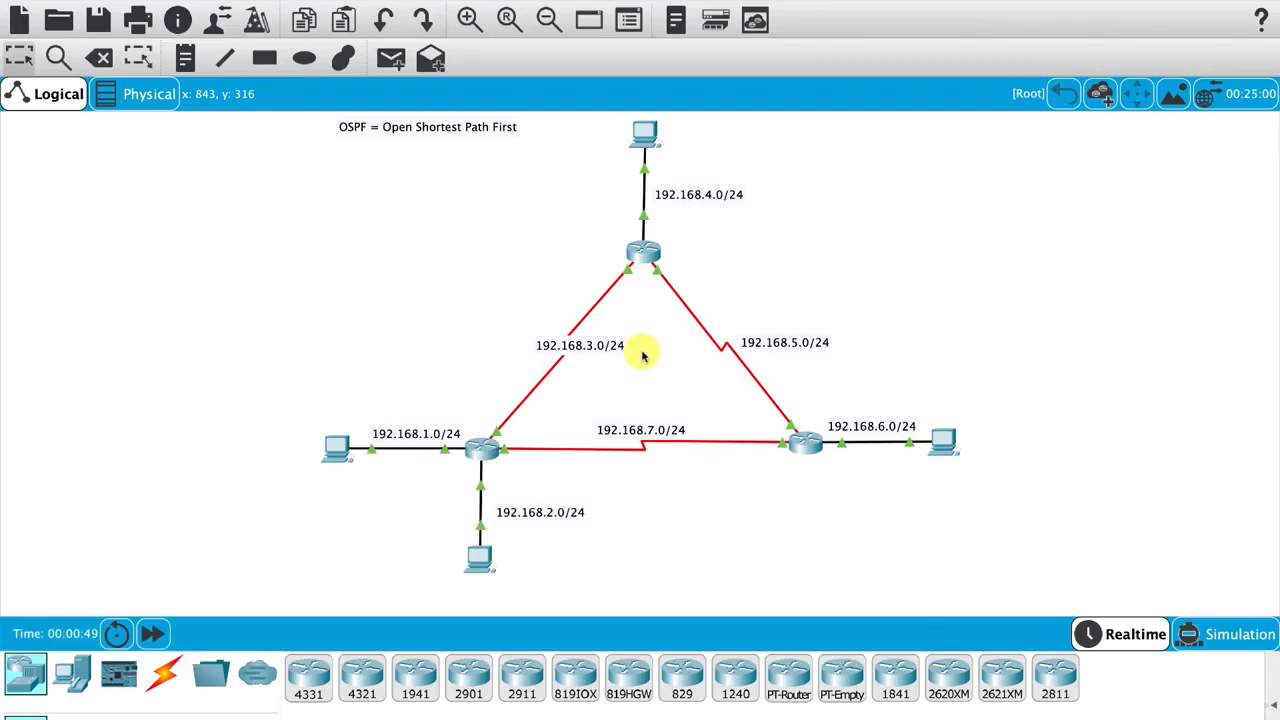 Logical
Physical
x: 843, y: 316
[Root]
00:25:00
OSPF = Open Shortest Path First
192.168.4.0/24
192.168.3.0/24
192.168.5.0/24
192.168.1.0/24
192.168.7.0/24
192.168.6.0/24
192.168.2.0/24
Time: 00:00:49
Realtime
Simulation
4331
4321
1941
2901
2911
819IOX
819HGW
829
1240
PT-Router
PT-Empty
1841
2620XM
2621XM
2811